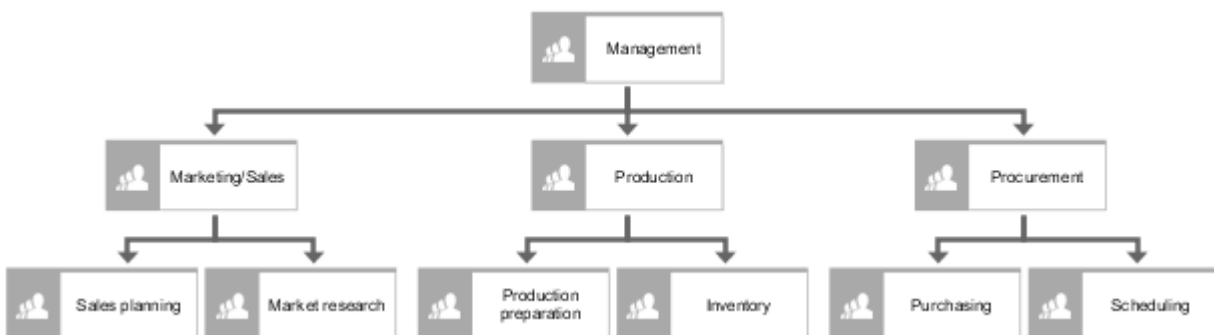 Management
Marketing/Sales
Production
Procurement
Sales planning
Market research
Production
preparation
Inventory
Purchasing
Scheduling